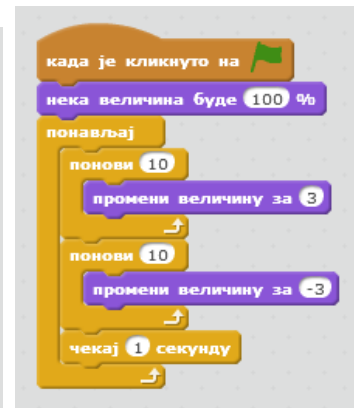 када је кликнуто на
нека величина буде 100 %
понављај
понови 10
промени величину за 3
понови 10
промени величину за -3
чекај 1 секунду